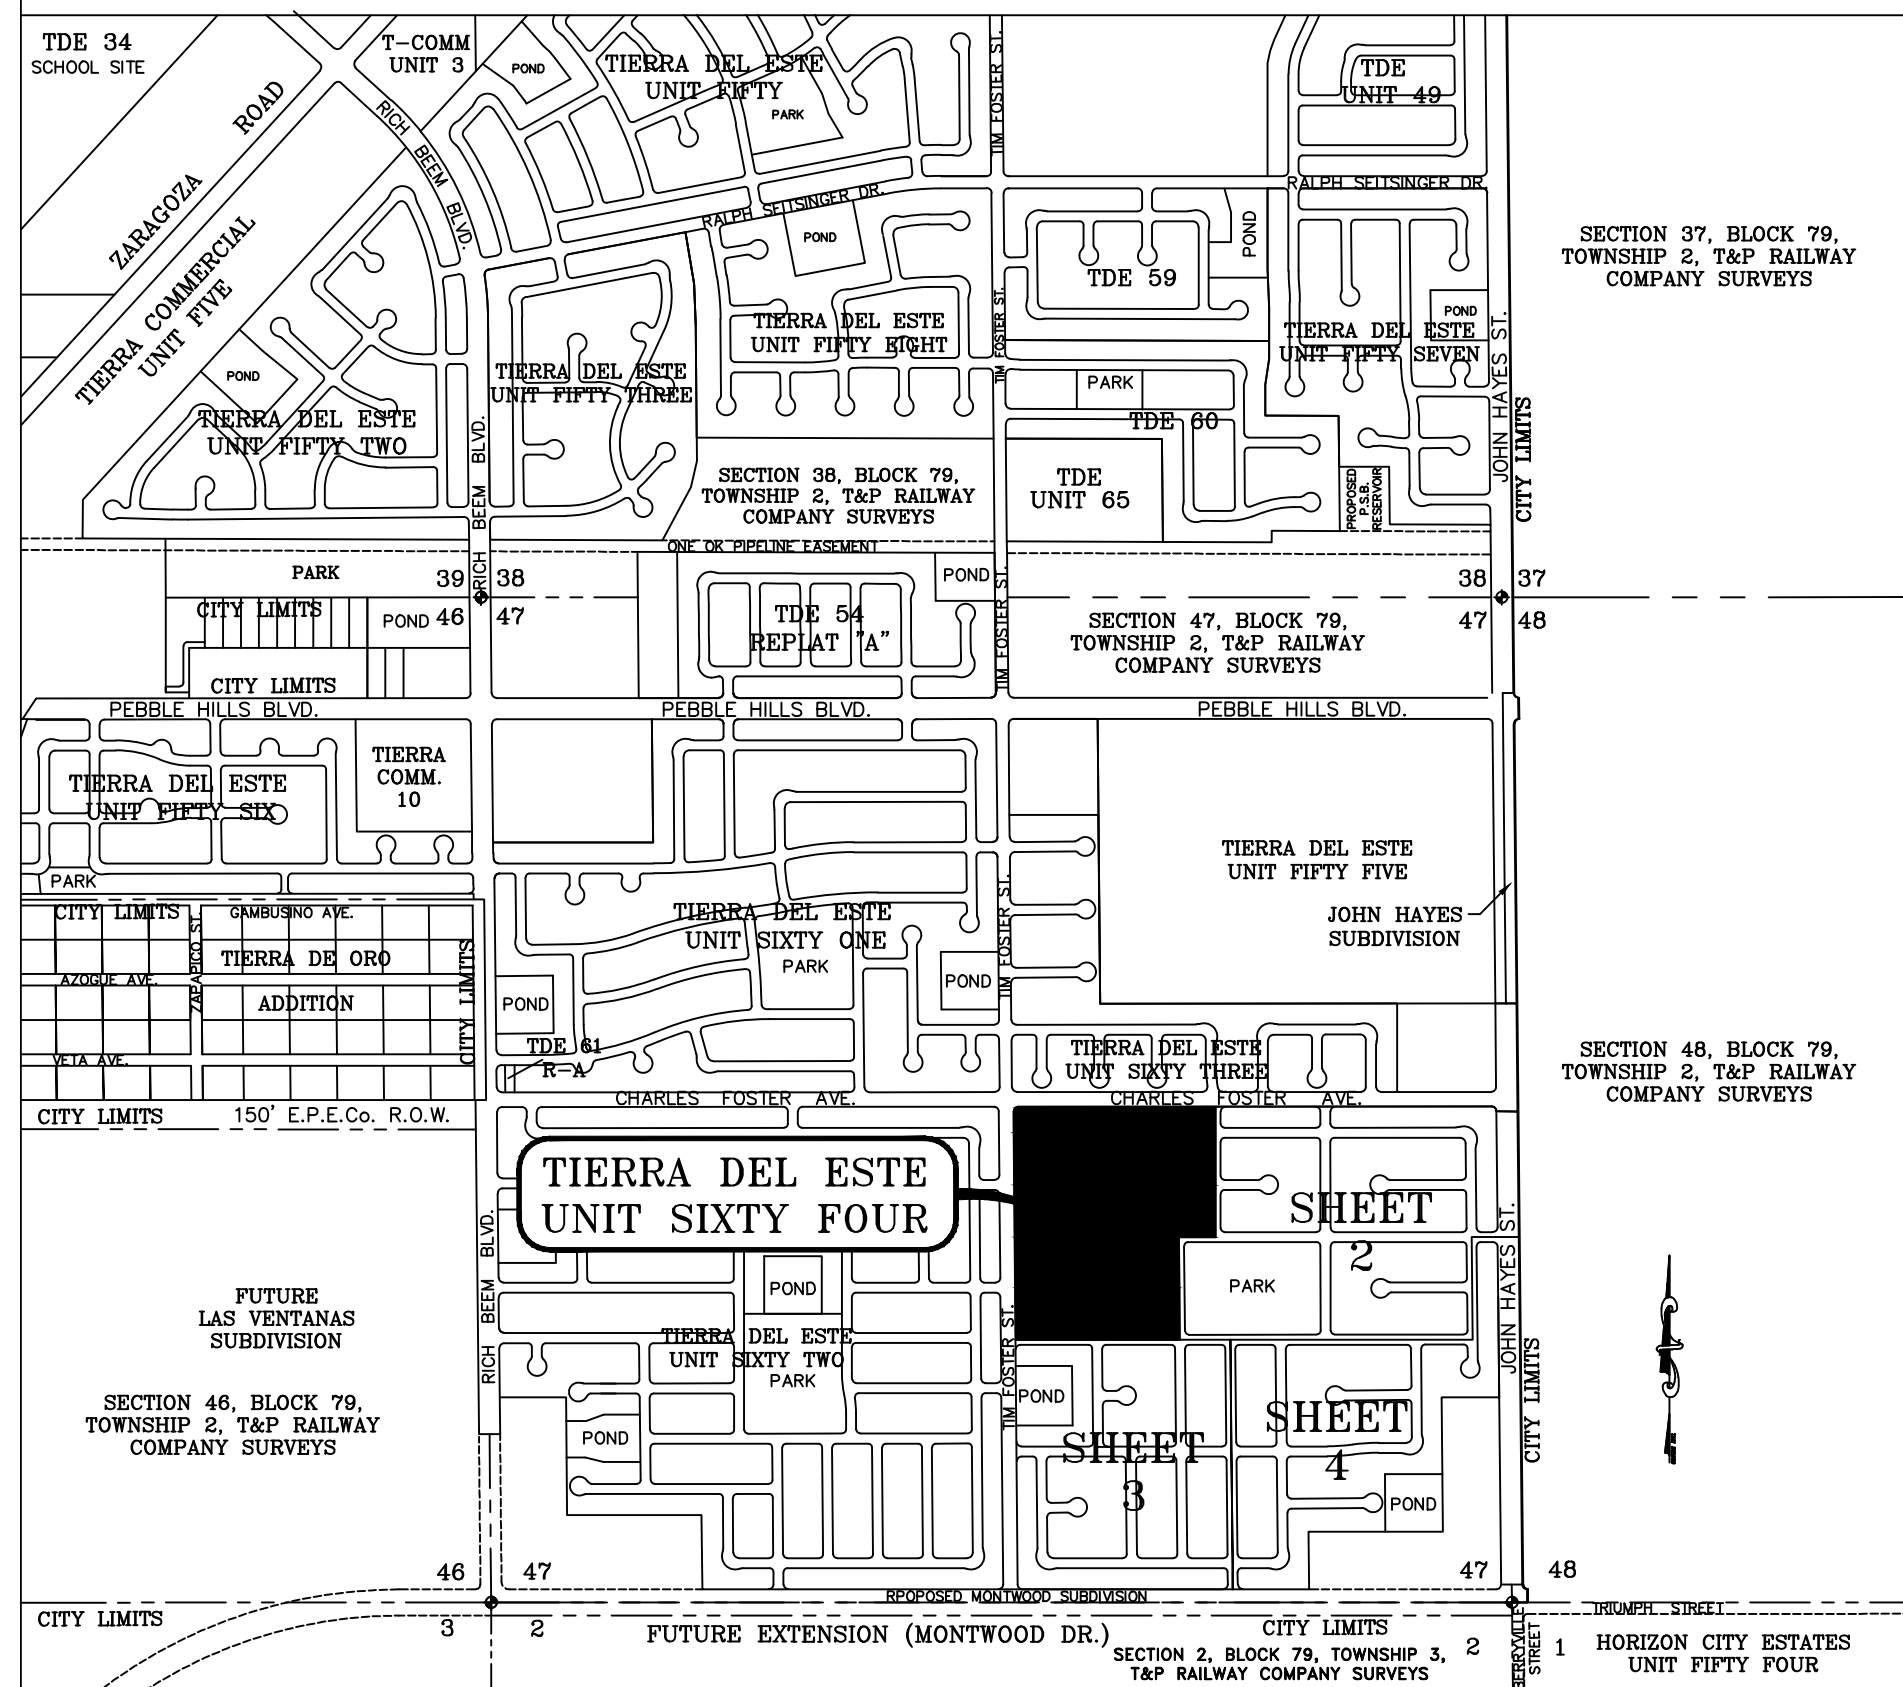 TDE 34
SCHOOL SITE
T-COMM
UNIT 3
POND
TIERRA DEL ESTE
UNIT FIFTY
PARK
TIM FOSTER ST.
TDE
UNIT 49
ZARAGOZA ROAD
RICH BEEM BLVD.
RALPH SEITSINGER DR.
RALPH SEITSINGER DR.
TIERRA COMMERCIAL
UNIT FIVE
POND
POND
TDE 59
SECTION 37, BLOCK 79,
TOWNSHIP 2, T&P RAILWAY
COMPANY SURVEYS
POND
TIERRA DEL ESTE
UNIT FIFTY EIGHT
TIM FOSTER ST.
TIERRA DEL ESTE
UNIT FIFTY SEVEN
JOHN HAYES ST.
POND
TIERRA DEL ESTE
UNIT FIFTY THREE
PARK
TIERRA DEL ESTE
UNIT FIFTY TWO
TDE 60
CITY LIMITS
RICH BEEM BLVD.
SECTION 38, BLOCK 79,
TOWNSHIP 2, T&P RAILWAY
COMPANY SURVEYS
TDE
UNIT 65
PROPOSED
P.S.B.
RESERVOIR
ONE OK PIPELINE EASEMENT
PARK
39
38
POND
38
37
CITY LIMITS
POND
46
47
TDE 54
REPLAT "A"
TIM FOSTER ST.
SECTION 47, BLOCK 79,
TOWNSHIP 2, T&P RAILWAY
COMPANY SURVEYS
47
48
CITY LIMITS
PEBBLE HILLS BLVD.
PEBBLE HILLS BLVD.
PEBBLE HILLS BLVD.
TIERRA DEL ESTE
UNIT FIFTY SIX
TIERRA
COMM.
10
TIERRA DEL ESTE
UNIT FIFTY FIVE
PARK
CITY LIMITS
GAMBUSINO AVE.
ZAPAPICO ST.
TIERRA DEL ESTE
UNIT SIXTY ONE
PARK
TIM FOSTER ST.
JOHN HAYES
SUBDIVISION
TIERRA DE ORO
ADDITION
AZOGUE AVE.
CITY LIMITS
POND
POND
VETA AVE.
TDE 61
R-A
TIERRA DEL ESTE
UNIT SIXTY THREE
SECTION 48, BLOCK 79,
TOWNSHIP 2, T&P RAILWAY
COMPANY SURVEYS
CHARLES FOSTER AVE.
CHARLES FOSTER AVE.
CITY LIMITS
150' E.P.E.Co. R.O.W.
TIERRA DEL ESTE
UNIT SIXTY FOUR
SHEET
2
RICH BEEM BLVD.
JOHN HAYES ST.
FUTURE
LAS VENTANAS
SUBDIVISION
POND
PARK
TIERRA DEL ESTE
UNIT SIXTY TWO
PARK
TIM FOSTER ST.
POND
CITY LIMITS
SECTION 46, BLOCK 79,
TOWNSHIP 2, T&P RAILWAY
COMPANY SURVEYS
POND
SHEET
3
SHEET
4
POND
46
47
47
48
RPOPOSED MONTWOOD SUBDIVISION
CITY LIMITS
3
2
FUTURE EXTENSION (MONTWOOD DR.)
CITY LIMITS
SECTION 2, BLOCK 79, TOWNSHIP 3,
T&P RAILWAY COMPANY SURVEYS
2
1
STREET
TRIUMPH STREET
HORIZON CITY ESTATES
UNIT FIFTY FOUR